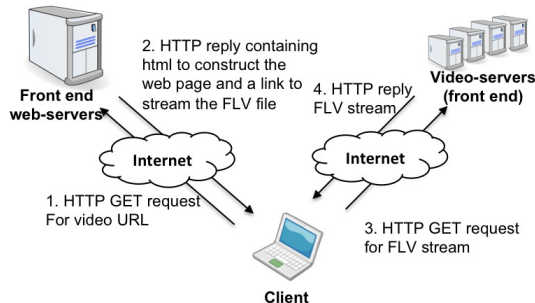 2. HTTP reply containing
html to construct the
web page and a link to
stream the FLV file
Front end
web-servers
4. HTTP reply
FLV stream
Video-servers
(front end)
Internet
Internet
1. HTTP GET request
For video URL
3. HTTP GET request
for FLV stream
Client